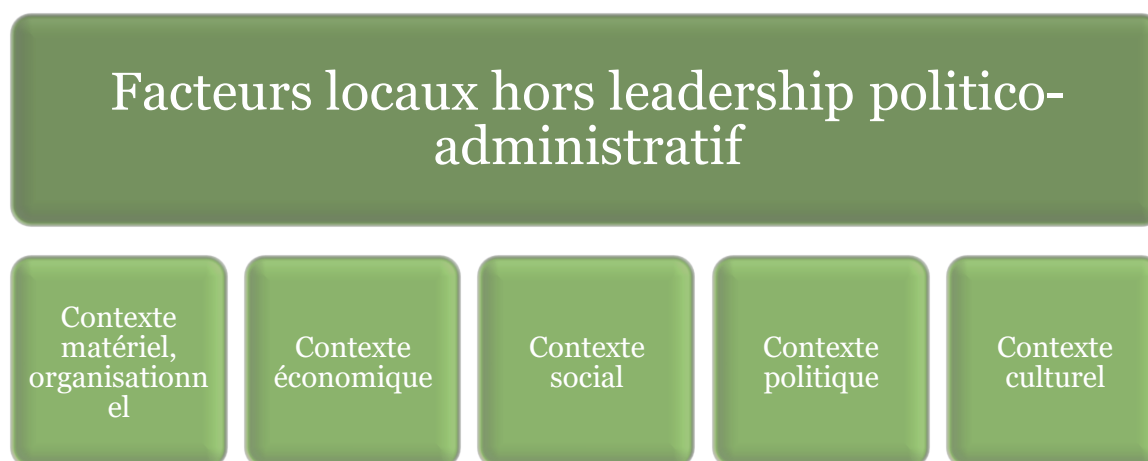 Facteurs locaux hors leadership politico-
administratif
Contexte
matériel,
organisationn
el
Contexte
économique
Contexte
social
Contexte
politique
Contexte
culturel